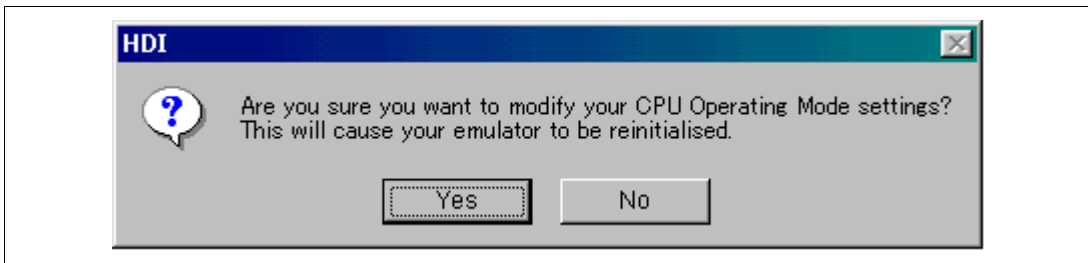 HDI
Are you sure you want to modify your CPU Operating Mode settings?
This will cause your emulator to be reinitialised.
Yes
No